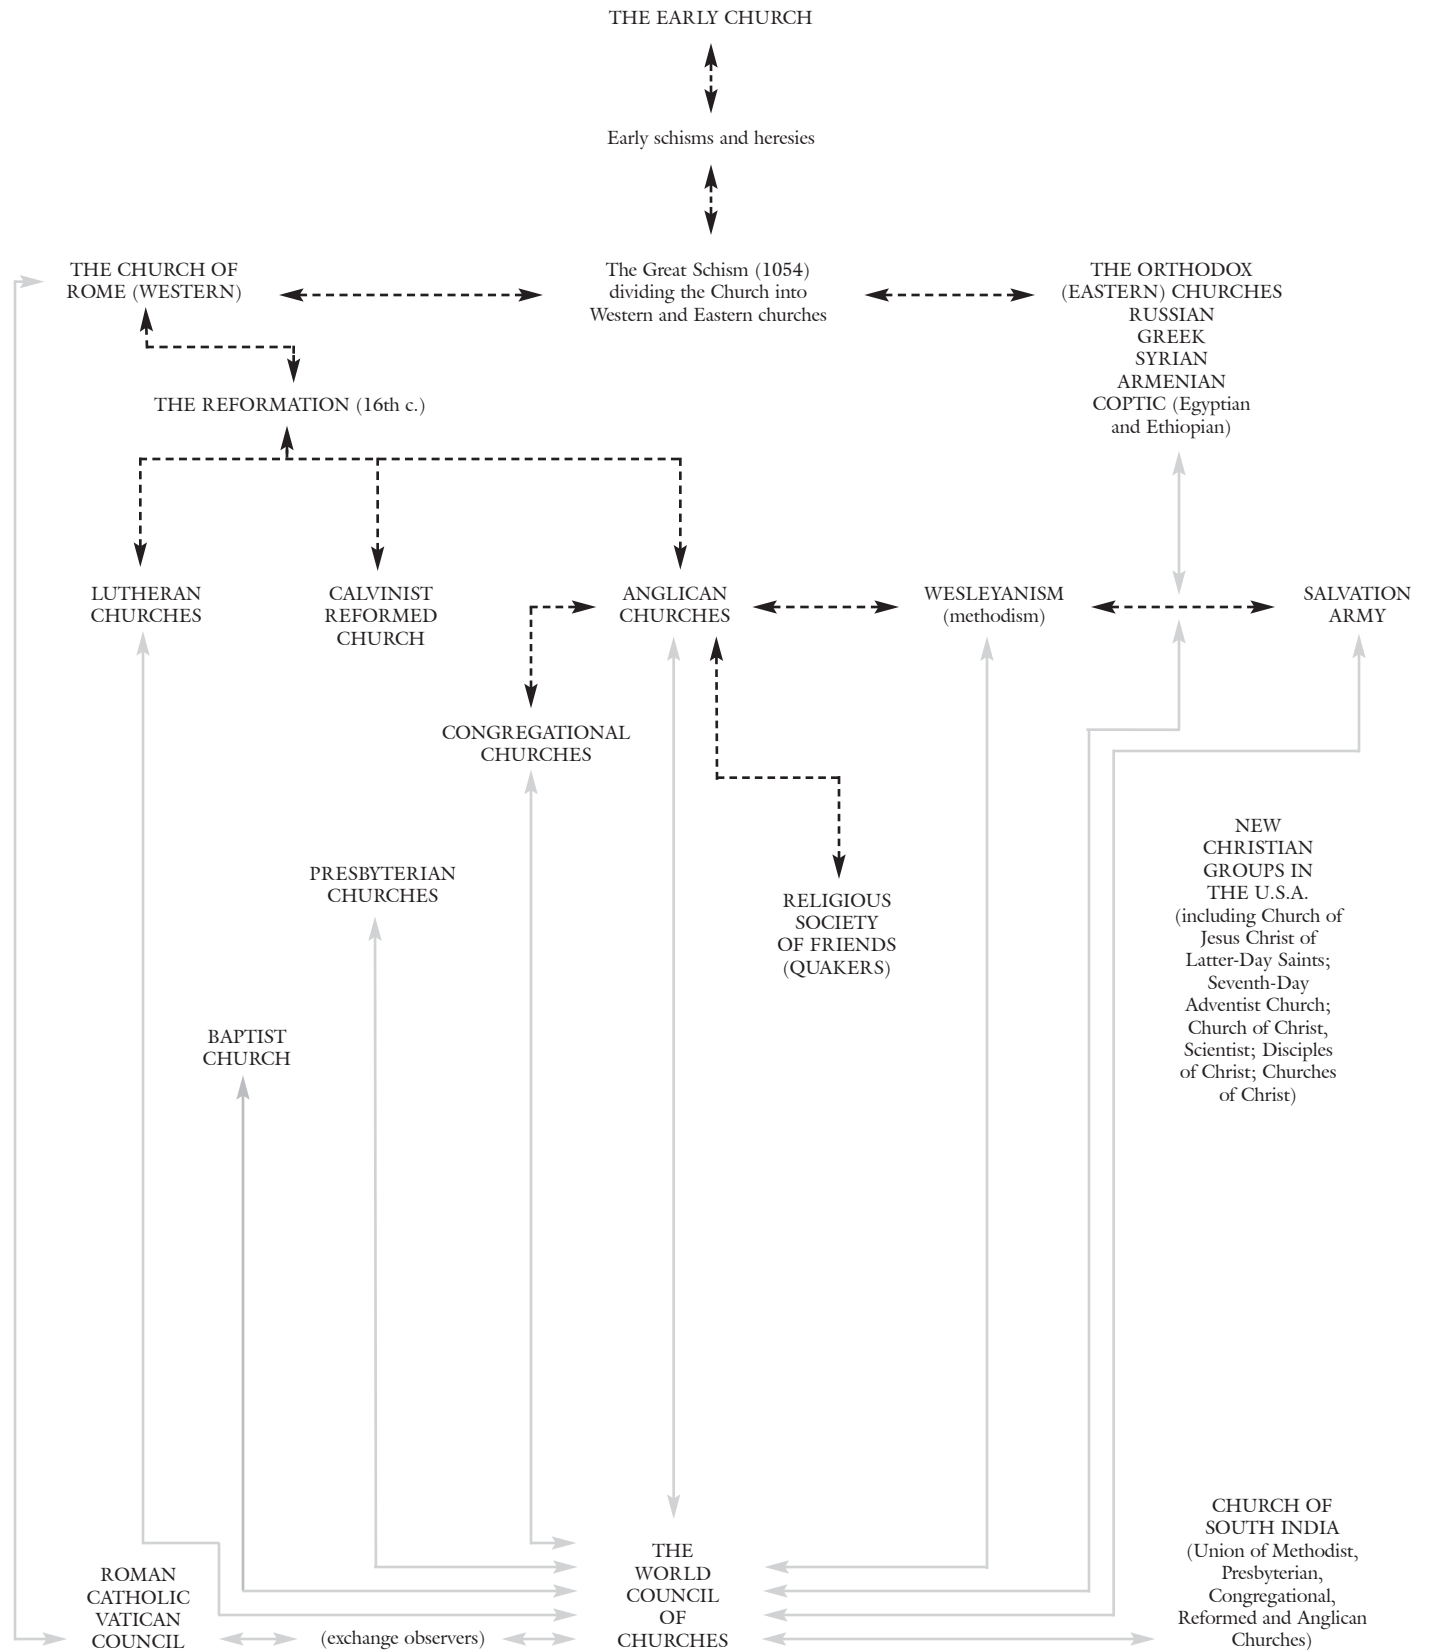 THE EARLY CHURCH
Early schisms and heresies
THE CHURCH OF
ROME (WESTERN)
The Great Schism (1054)
dividing the Church into
Western and Eastern churches
THE ORTHODOX
(EASTERN) CHURCHES
RUSSIAN
GREEK
SYRIAN
ARMENIAN
COPTIC (Egyptian
and Ethiopian)
THE REFORMATION (16th c.)
LUTHERAN
CHURCHES
CALVINIST
REFORMED
CHURCH
ANGLICAN
CHURCHES
WESLEYANISM
(methodism)
SALVATION
ARMY
CONGREGATIONAL
CHURCHES
PRESBYTERIAN
CHURCHES
RELIGIOUS
SOCIETY
OF FRIENDS
(QUAKERS)
NEW
CHRISTIAN
GROUPS IN
THE U.S.A.
(including Church of
Jesus Christ of
Latter-Day Saints;
Seventh-Day
Adventist Church;
Church of Christ,
Scientist; Disciples
of Christ; Churches
of Christ)
BAPTIST
CHURCH
ROMAN
CATHOLIC
VATICAN
COUNCIL
(exchange observers)
THE
WORLD
COUNCIL
OF
CHURCHES
CHURCH OF
SOUTH INDIA
(Union of Methodist,
Presbyterian,
Congregational,
Reformed and Anglican
Churches)